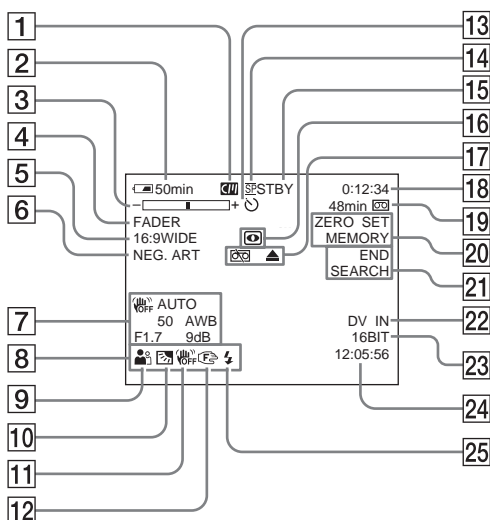 1
2
3
4
5
6
7
8
9
10
11
12
13
14
15
16
17
18
19
20
21
22
23
24
25
50min
SP STBY
0:12:34
− +
48min
FADER
ZERO SET
MEMORY
16:9WIDE
NEG. ART
END
SEARCH
OFF AUTO
50 AWB
DV IN
F1.7 9dB
16BIT
12:05:56
OFF
F